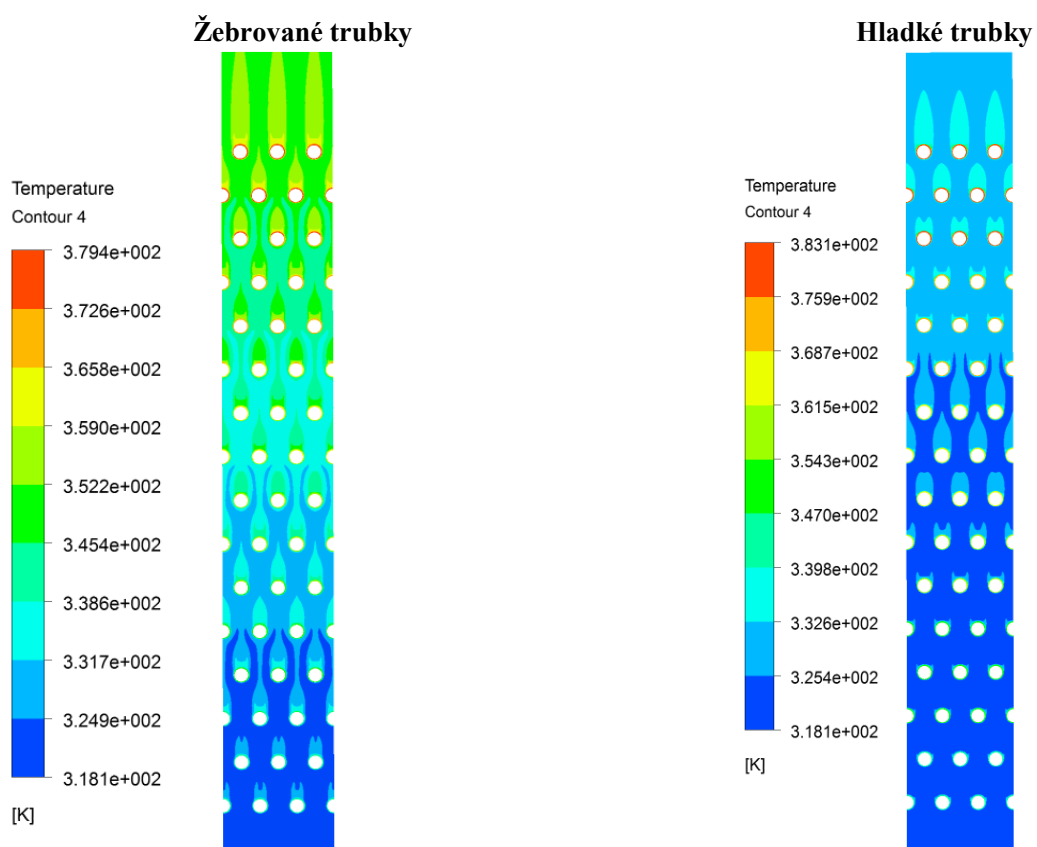 Žebrované trubky
Temperature
Contour 4
3.794e+002
3.726e+002
3.658e+002
3.590e+002
3.522e+002
3.454e+002
3.386e+002
3.317e+002
3.249e+002
3.181e+002
[K]
Hladké trubky
Temperature
Contour 4
3.831e+002
3.759e+002
3.687e+002
3.615e+002
3.543e+002
3.470e+002
3.398e+002
3.326e+002
3.254e+002
3.181e+002
[K]